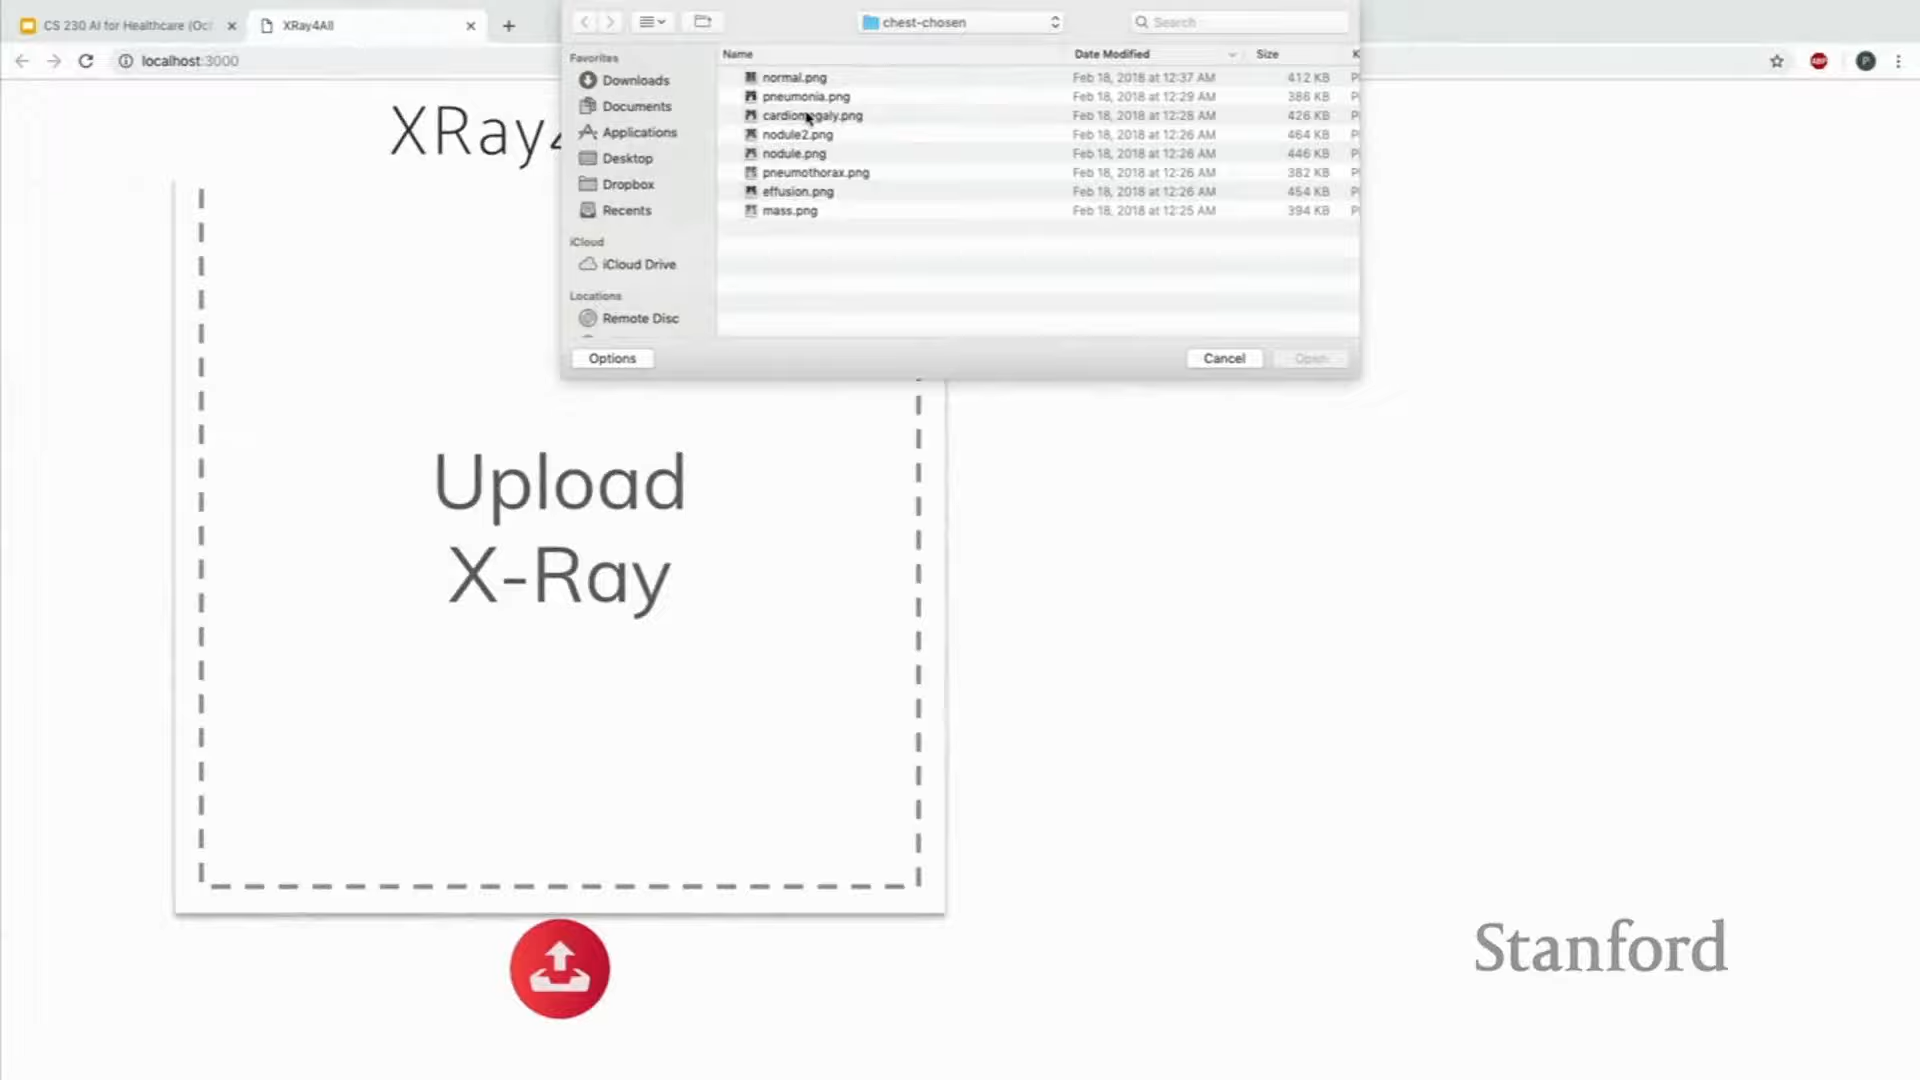 CS 230 AI for Healthcare (Oct
XRay4All
localhost:3000
chest-chosen
Search
Favorites
Downloads
Documents
Applications
Desktop
Dropbox
Recents
iCloud
iCloud Drive
Locations
Remote Disc
Name Date Modified Size K
normal.png Feb 18, 2018 at 12:37 AM 412 KB P
pneumonia.png Feb 18, 2018 at 12:29 AM 386 KB P
cardiomegaly.png Feb 18, 2018 at 12:28 AM 426 KB P
nodule2.png Feb 18, 2018 at 12:26 AM 464 KB P
nodule.png Feb 18, 2018 at 12:26 AM 446 KB P
pneumothorax.png Feb 18, 2018 at 12:26 AM 382 KB P
effusion.png Feb 18, 2018 at 12:26 AM 454 KB P
mass.png Feb 18, 2018 at 12:25 AM 394 KB P
Options
Cancel
Open
XRay4
Upload
X-Ray
Stanford
ABP
P